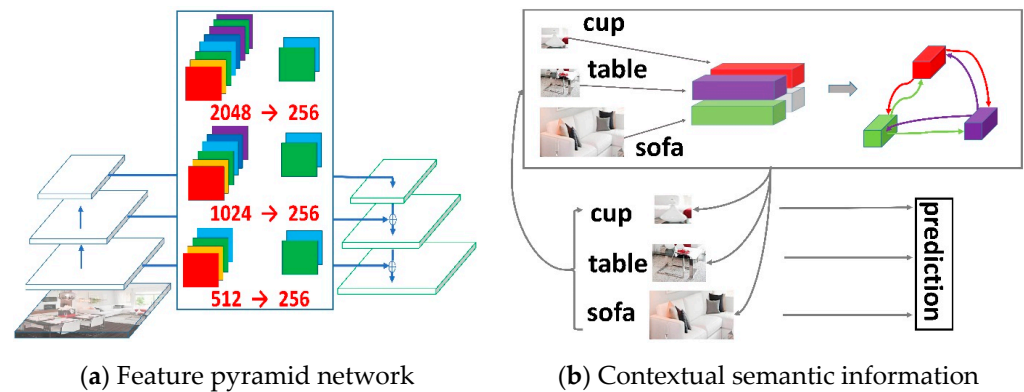 2048 → 256
1024 → 256
512 → 256
(a) Feature pyramid network
cup
table
sofa
cup
table
sofa
prediction
(b) Contextual semantic information